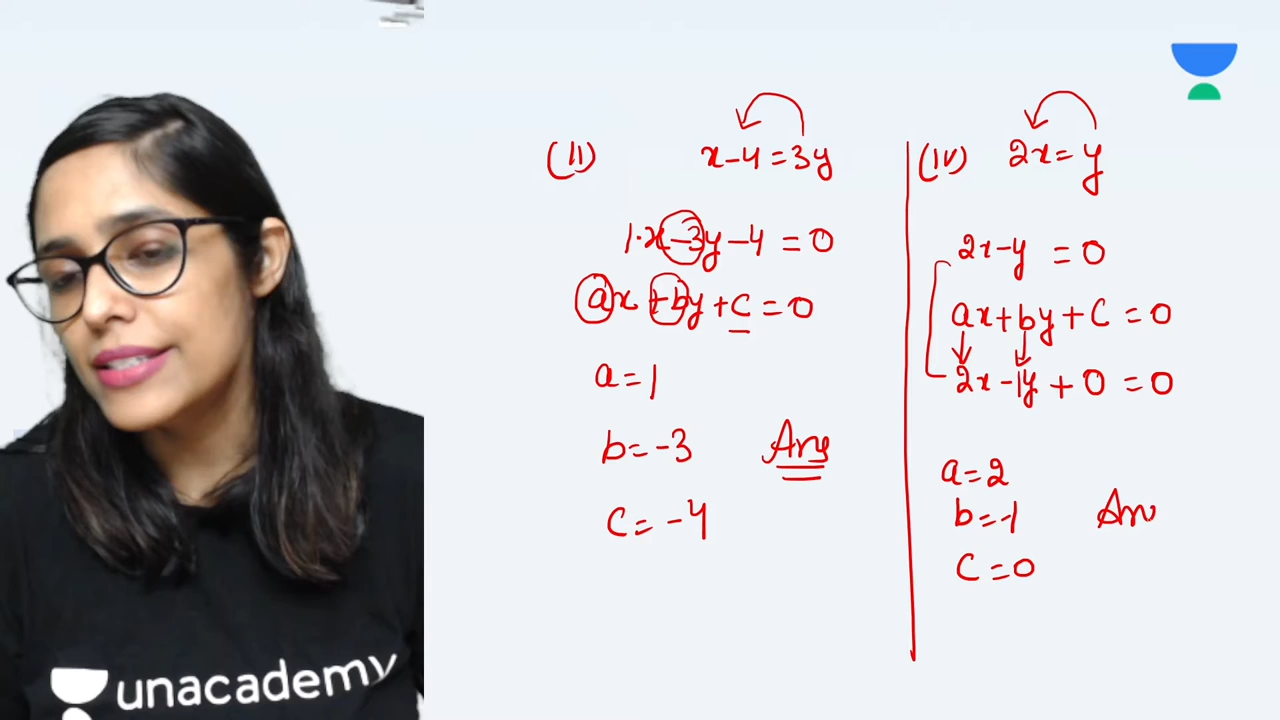 (II) x-4=3y
1·x-3y-4=0
ax+by+c=0
a=1
b=-3 Ans
c=-4
(IV) 2x=y
2x-y=0
ax+by+c=0
2x-1y+0=0
a=2
b=-1 Ans
c=0
unacademy